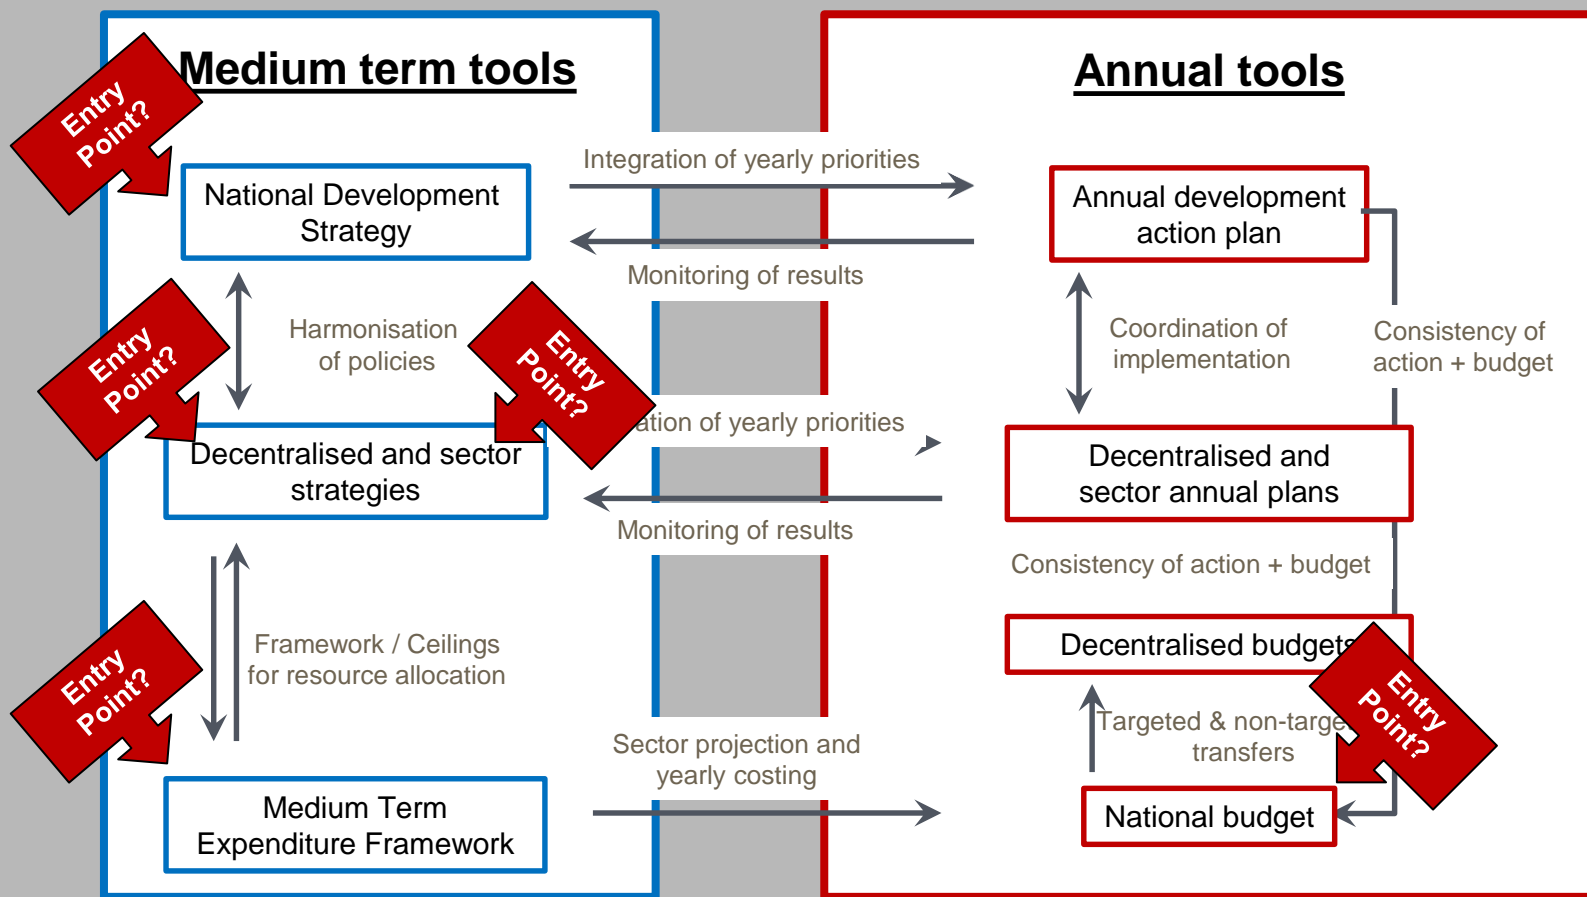 Medium term tools
Annual tools
Entry
Point?
National Development
Strategy
Integration of yearly priorities
Monitoring of results
Annual development
action plan
Entry
Point?
Harmonisation
of policies
Entry
Point?
Coordination of
implementation
Consistency of
action + budget
Decentralised and sector
strategies
of yearly priorities
Monitoring of results
Decentralised and
sector annual plans
Consistency of action + budget
Entry
Point?
Framework / Ceilings
for resource allocation
Decentralised budgets
Entry
Point?
Targeted &
transfers
Sector projection and
yearly costing
Medium Term
Expenditure Framework
National budget